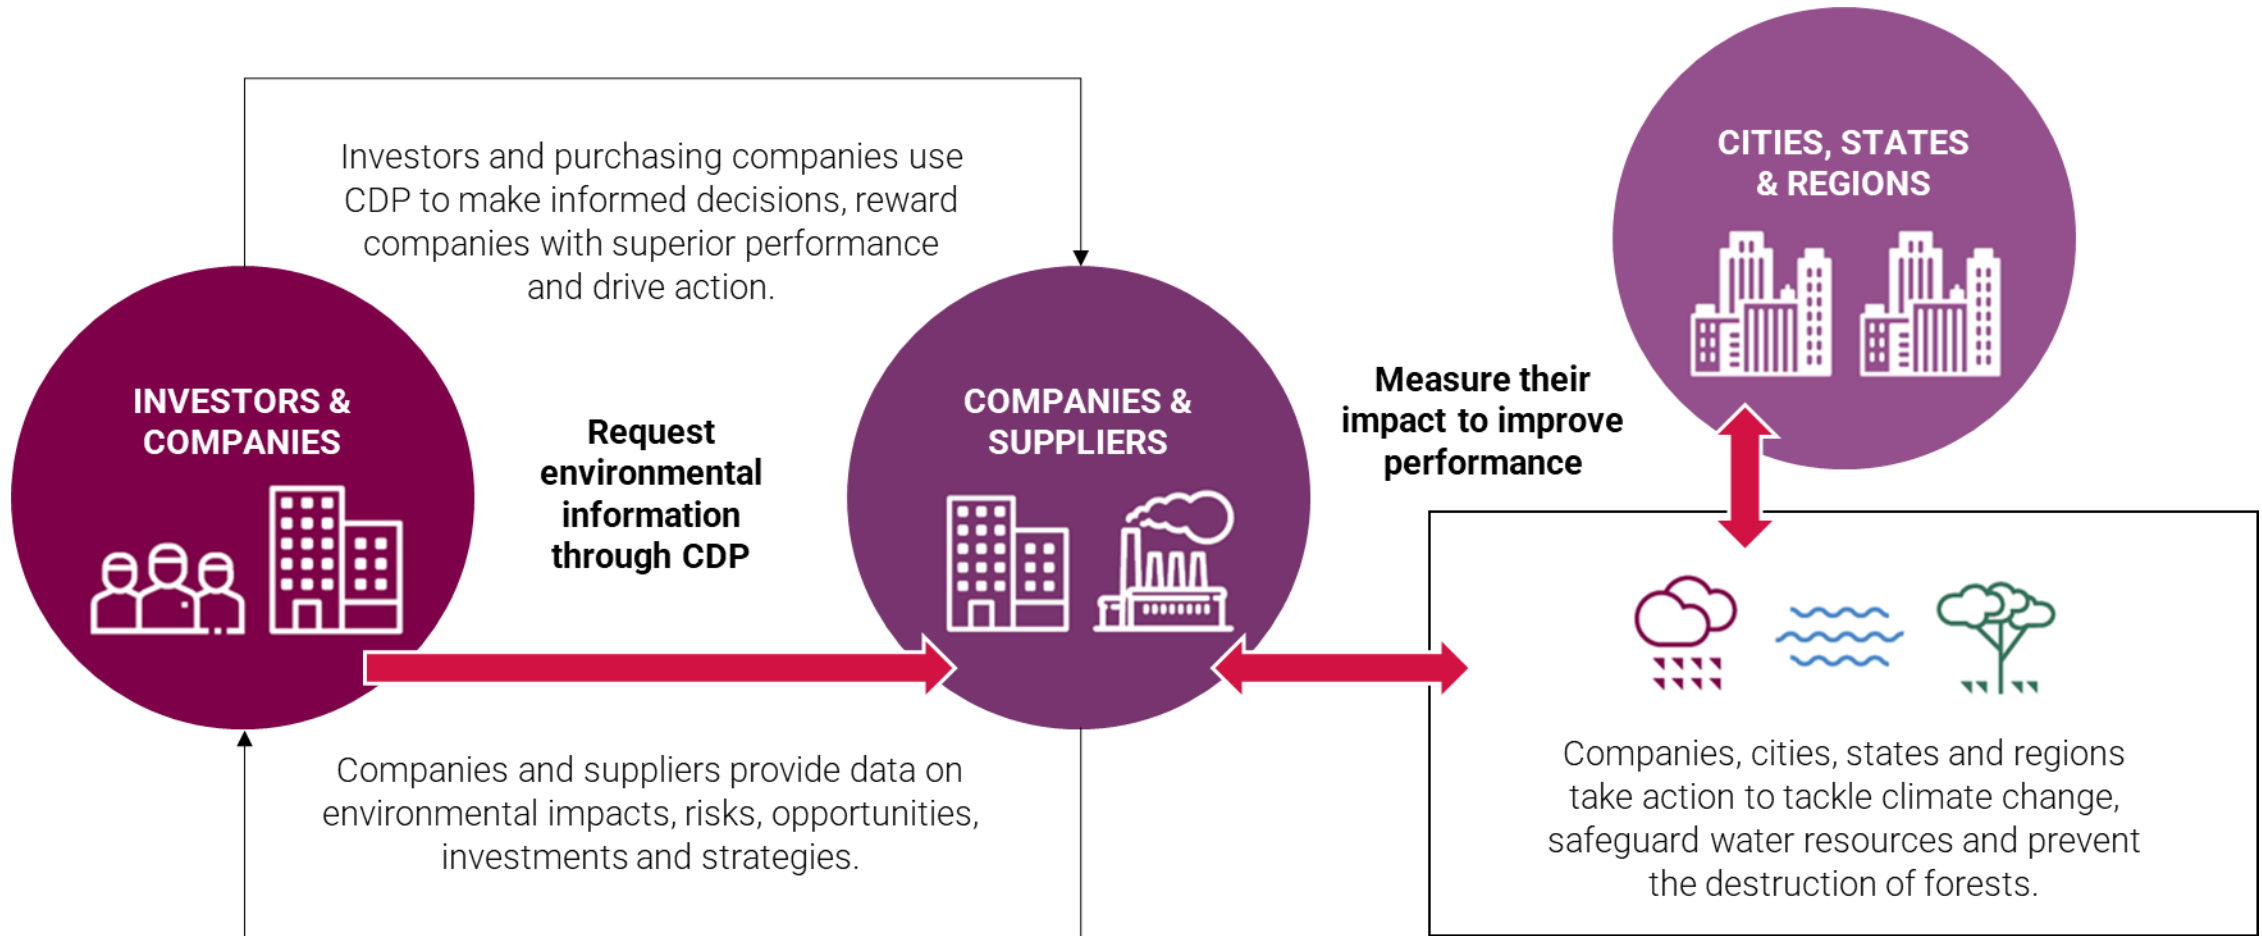 Investors and purchasing companies use
CDP to make informed decisions, reward
companies with superior performance
and drive action.
INVESTORS &
COMPANIES
Request
environmental
information
through CDP
COMPANIES &
SUPPLIERS
Companies and suppliers provide data on
environmental impacts, risks, opportunities,
investments and strategies.
Measure their
impact to improve
performance
CITIES, STATES
& REGIONS
Companies, cities, states and regions
take action to tackle climate change,
safeguard water resources and prevent
the destruction of forests.